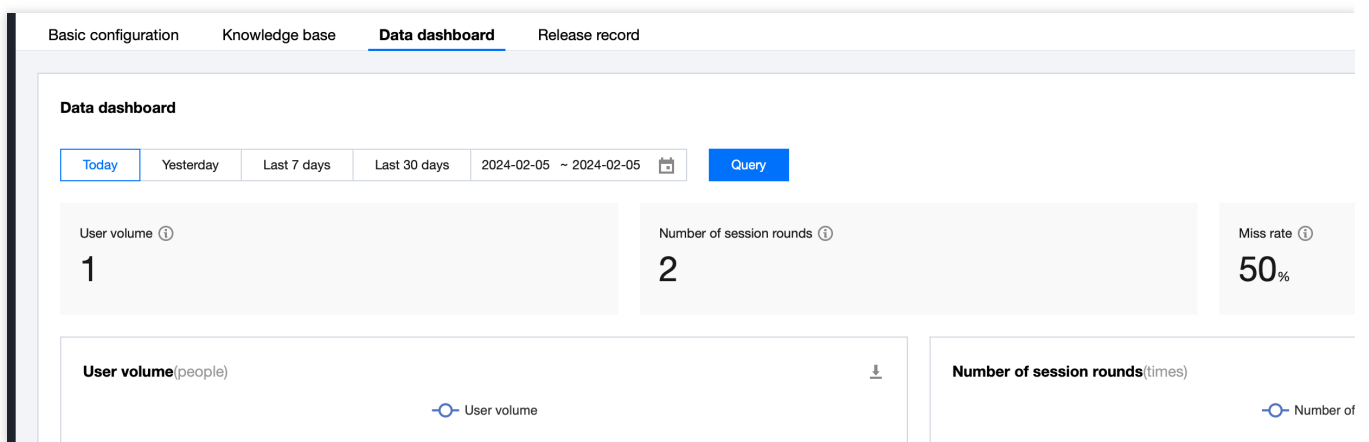 Basic configuration Knowledge base Data dashboard Release record
Data dashboard
Today Yesterday Last 7 days Last 30 days 2024-02-05 ~ 2024-02-05 Query
User volume Number of session rounds Miss rate
1 2 50%
User volume(people) Number of session rounds(times)
User volume Number of